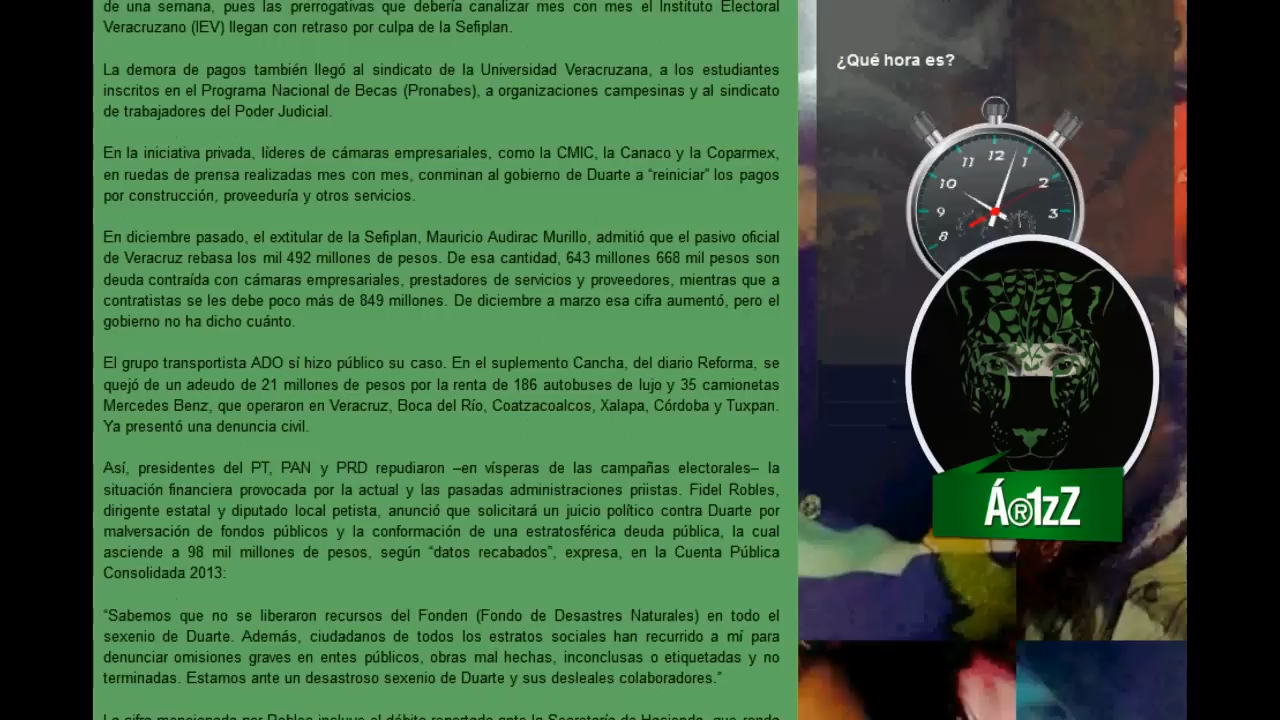 de una semana, pues las prerrogativas que debería canalizar mes con mes el Instituto Electoral
Veracruzano (IEV) llegan con retraso por culpa de la Sefiplan.
La demora de pagos también llegó al sindicato de la Universidad Veracruzana, a los estudiantes
inscritos en el Programa Nacional de Becas (Pronabes), a organizaciones campesinas y al sindicato
de trabajadores del Poder Judicial.
En la iniciativa privada, líderes de cámaras empresariales, como la CMIC, la Canaco y la Coparmex,
en ruedas de prensa realizadas mes con mes, conminan al gobierno de Duarte a “reiniciar” los pagos
por construcción, proveeduría y otros servicios.
En diciembre pasado, el extitular de la Sefiplan, Mauricio Audirac Murillo, admitió que el pasivo oficial
de Veracruz rebasa los mil 492 millones de pesos. De esa cantidad, 643 millones 668 mil pesos son
deuda contraída con cámaras empresariales, prestadores de servicios y proveedores, mientras que a
contratistas se les debe poco más de 849 millones. De diciembre a marzo esa cifra aumentó, pero el
gobierno no ha dicho cuánto.
El grupo transportista ADO sí hizo público su caso. En el suplemento Cancha, del diario Reforma, se
quejó de un adeudo de 21 millones de pesos por la renta de 186 autobuses de lujo y 35 camionetas
Mercedes Benz, que operaron en Veracruz, Boca del Río, Coatzacoalcos, Xalapa, Córdoba y Tuxpan.
Ya presentó una denuncia civil.
Así, presidentes del PT, PAN y PRD repudiaron –en vísperas de las campañas electorales– la
situación financiera provocada por la actual y las pasadas administraciones priistas. Fidel Robles,
dirigente estatal y diputado local petista, anunció que solicitará un juicio político contra Duarte por
malversación de fondos públicos y la conformación de una estratosférica deuda pública, la cual
asciende a 98 mil millones de pesos, según “datos recabados”, expresa, en la Cuenta Pública
Consolidada 2013:
“Sabemos que no se liberaron recursos del Fonden (Fondo de Desastres Naturales) en todo el
sexenio de Duarte. Además, ciudadanos de todos los estratos sociales han recurrido a mí para
denunciar omisiones graves en entes públicos, obras mal hechas, inconclusas o etiquetadas y no
terminadas. Estamos ante un desastroso sexenio de Duarte y sus desleales colaboradores.”
La cifra mencionada por Robles incluye el débito reportado ante la Secretaría de Hacienda, que ronda
¿Qué hora es?
11 12 1
10 2
9 3
8
Á®1zZ